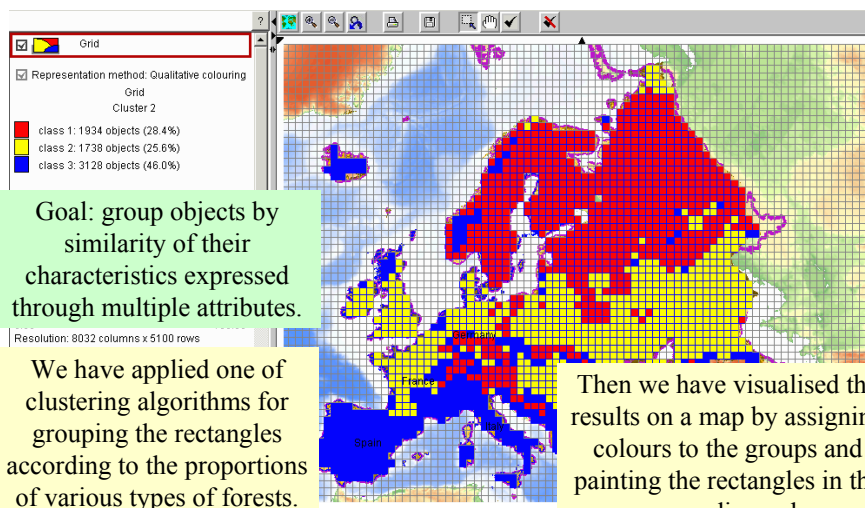 ?
Grid
Representation method: Qualitative colouring
Grid
Cluster 2
class 1: 1934 objects (28.4%)
class 2: 1738 objects (25.6%)
class 3: 3128 objects (46.0%)
Goal: group objects by
similarity of their
characteristics expressed
through multiple attributes.
Resolution: 8032 columns x 5100 rows
We have applied one of
clustering algorithms for
grouping the rectangles
according to the proportions
of various types of forests.
Germany
France
Italy
Spain
Then we have visualised th
results on a map by assignin
colours to the groups and
painting the rectangles in th